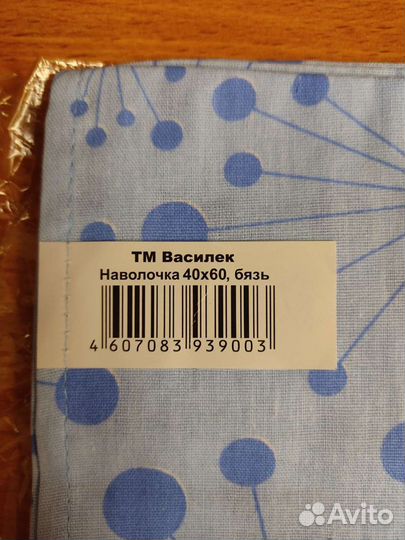 ТМ Василек
Наволочка 40х60, бязь
4 607083 939003
Avito